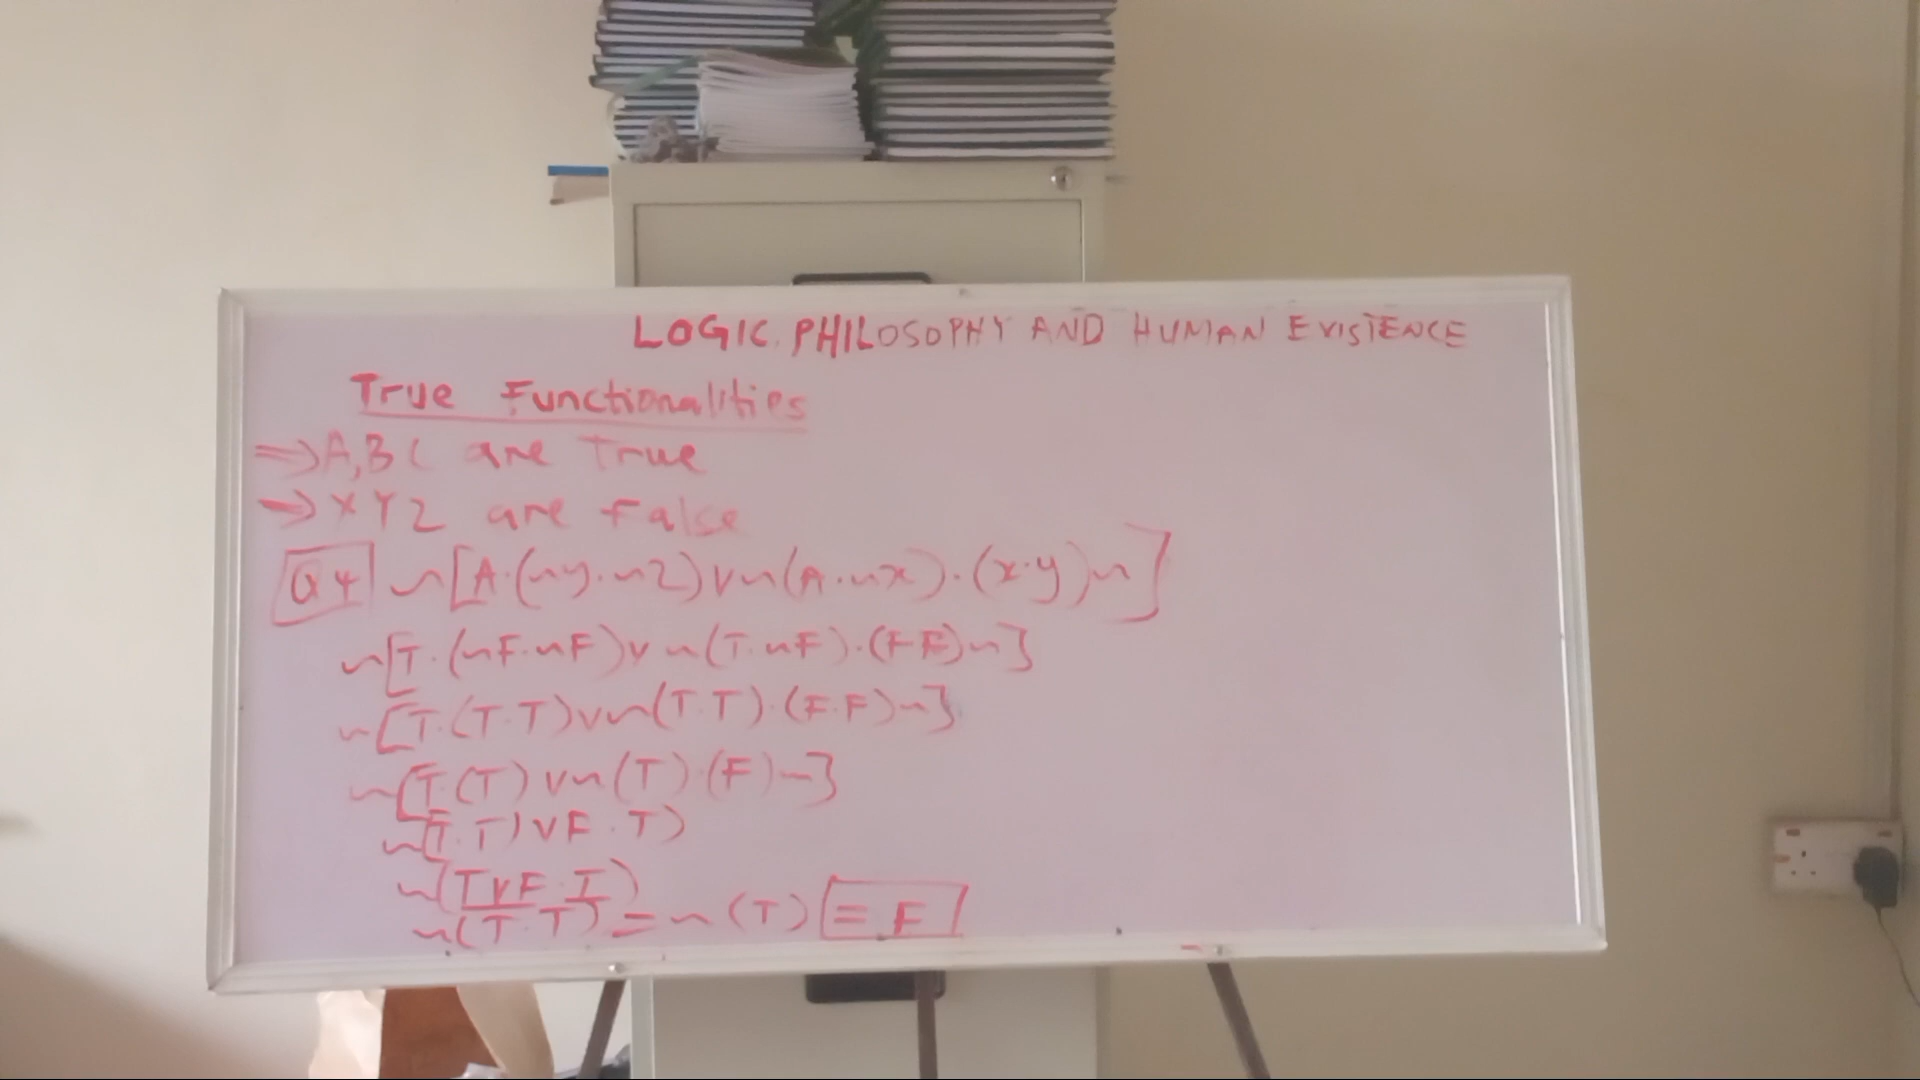 LOGIC, PHILOSOPHY AND HUMAN EXISTENCE
True Functionalities
⇒ A, B C are True
→ X Y Z are false
Q4 ~[A·(~y·~z)v~(A·~x)·(x·y)~]
~[T·(~F·~F)v~(T·~F)·(F·F)~]
~[T·(T·T)v~(T·T)·(F·F)~]
~[T·(T)v~(T)·(F)~]
~(T·T)vF·T)
~(TvF·T)
~(T·T) = ~(T) = F